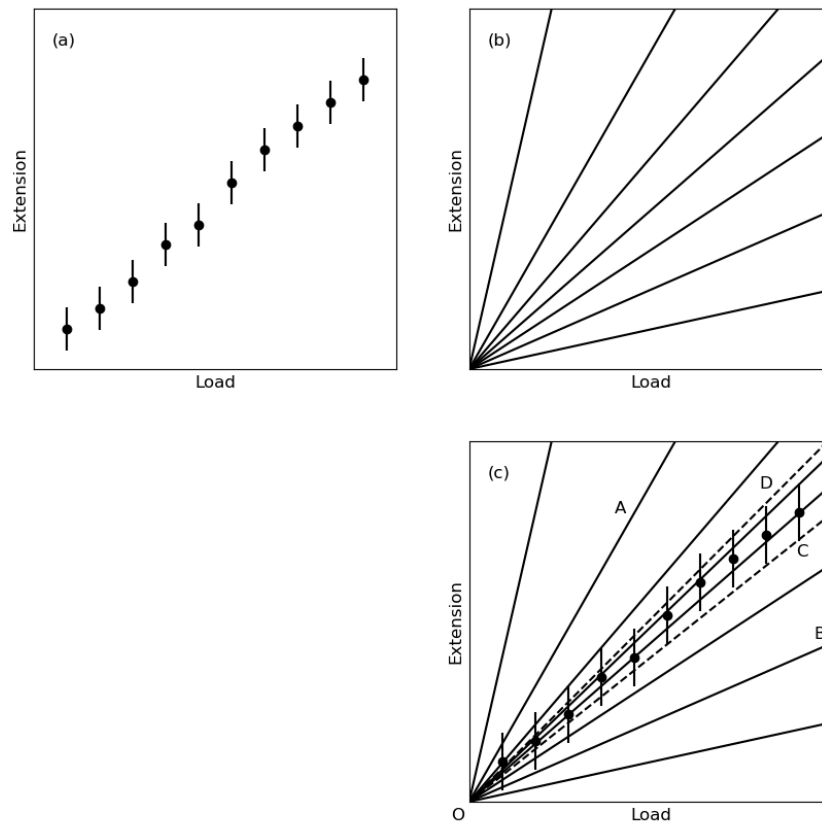 (a)
Extension
Load
(b)
Extension
Load
(c)
D
A
C
B
Extension
O
Load